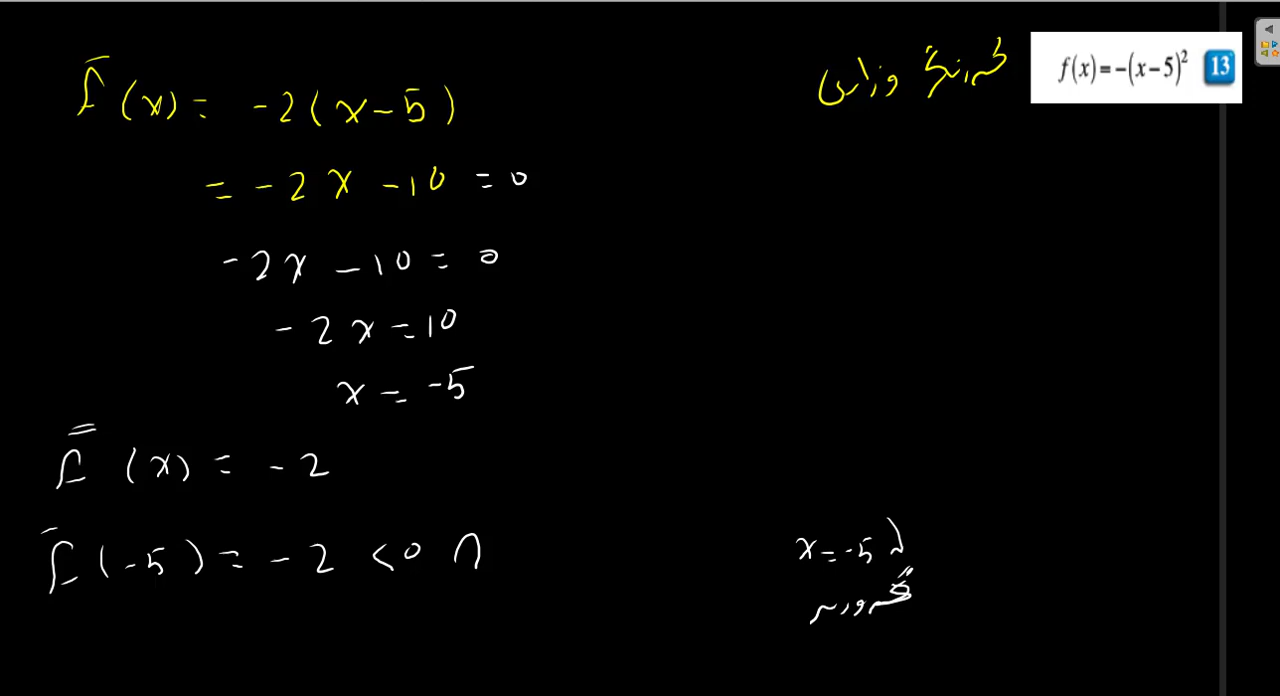 f(x)=-(x-5)² 13
f̄(x) = -2(x-5)
= -2x -10 = 0
-2x -10 = 0
-2x = 10
x = -5
f̿(x) = -2
f̄(-5) = -2 <0 ∩
x = -5